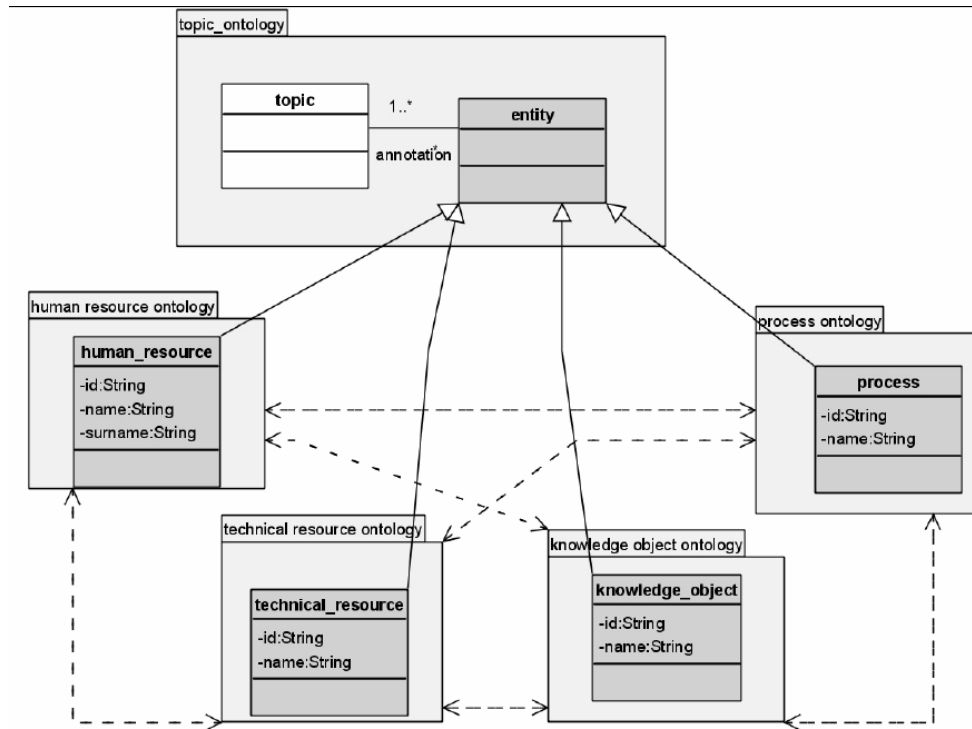 topic_ontology
topic
1..*
entity
annotation
*
human resource ontology
human_resource
-id:String
-name:String
-surname:String
process ontology
process
-id:String
-name:String
technical resource ontology
technical_resource
-id:String
-name:String
knowledge object ontology
knowledge_object
-id:String
-name:String